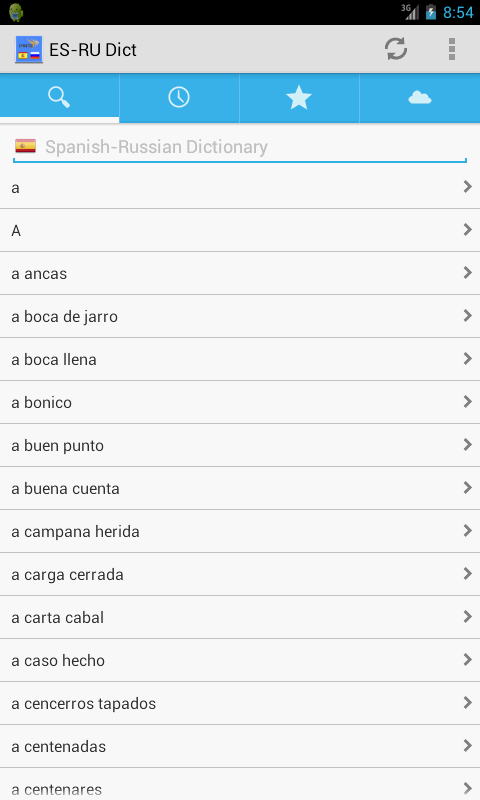 3G 8:54
ES-RU Dict
Spanish-Russian Dictionary
a
A
a ancas
a boca de jarro
a boca llena
a bonico
a buen punto
a buena cuenta
a campana herida
a carga cerrada
a carta cabal
a caso hecho
a cencerros tapados
a centenadas
a centenares